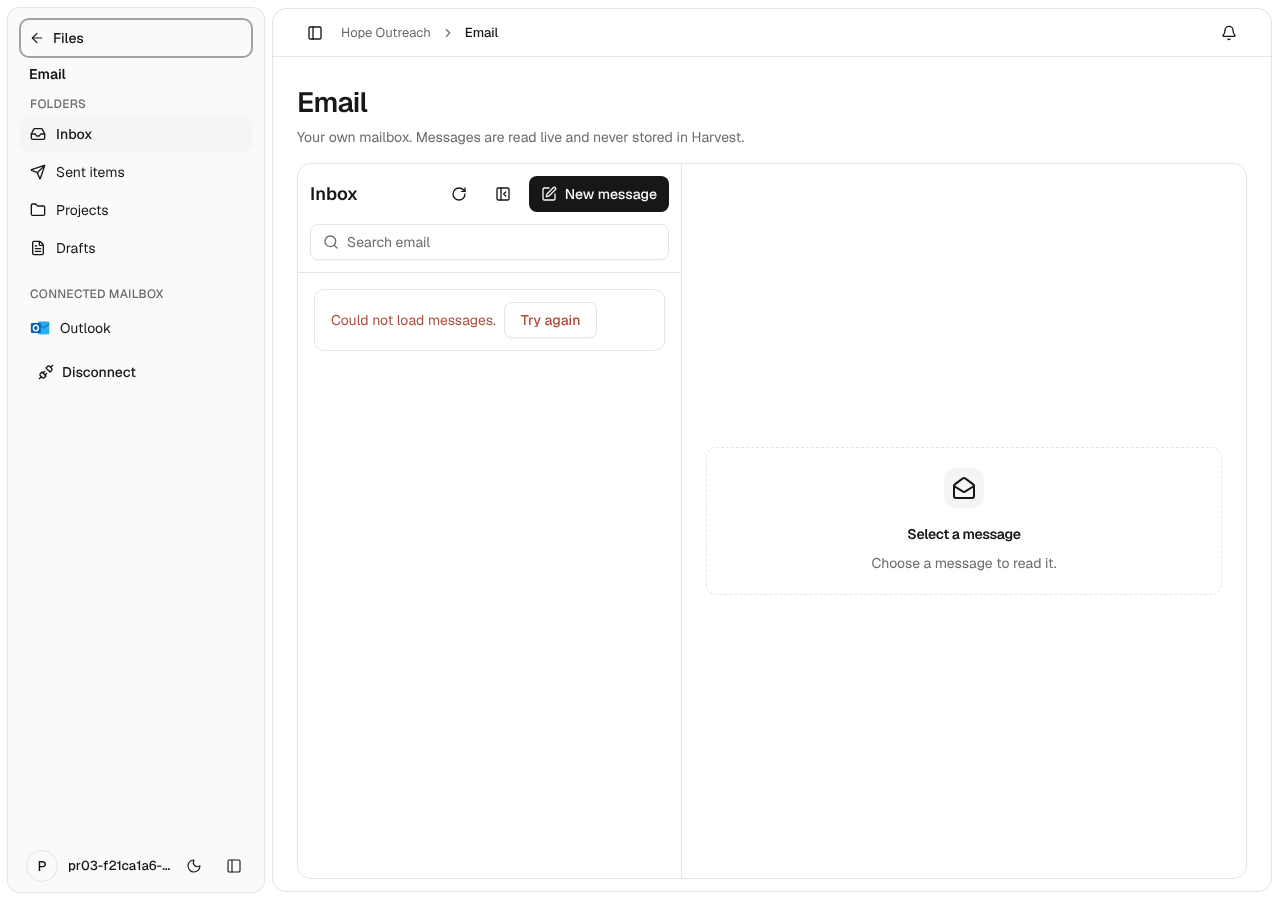 Files
Email
FOLDERS
Inbox
Sent items
Projects
Drafts
CONNECTED MAILBOX
Outlook
Disconnect
P
pr03-f21ca1a6-...
Hope Outreach
Email
Email
Your own mailbox. Messages are read live and never stored in Harvest.
Inbox
New message
Search email
Could not load messages.
Try again
Select a message
Choose a message to read it.